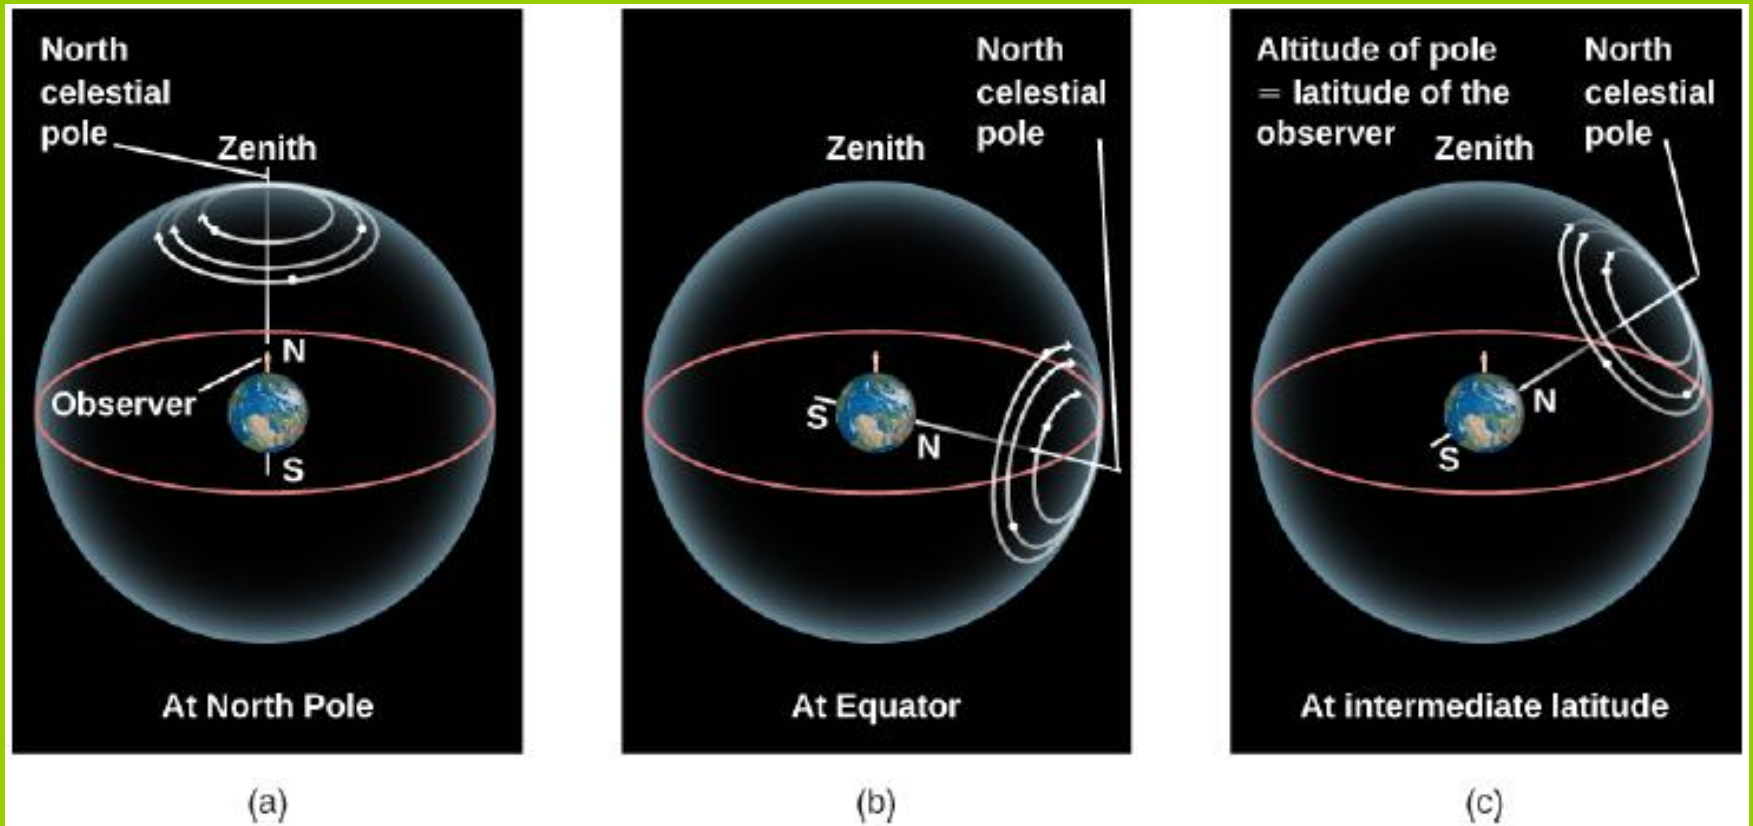 North
celestial
pole
Zenith
N
Observer
S
At North Pole
(a)
North
celestial
pole
Zenith
S
N
At Equator
(b)
Altitude of pole
= latitude of the
observer
North
celestial
pole
Zenith
N
S
At intermediate latitude
(c)